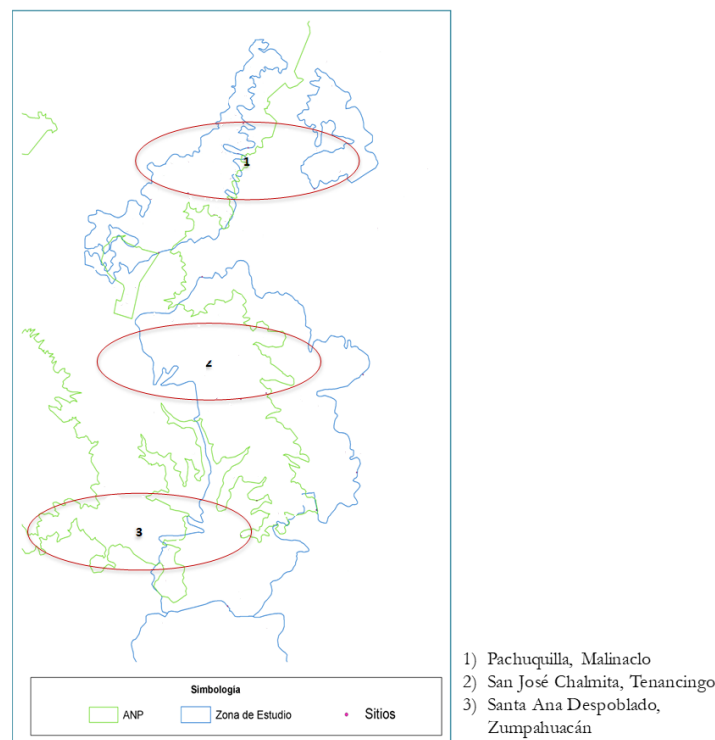 1
2
3
Simbología
ANP
Zona de Estudio
Sitios
1) Pachuquilla, Malinaclo
2) San José Chalmita, Tenancingo
3) Santa Ana Despoblado,
Zumpahuacán